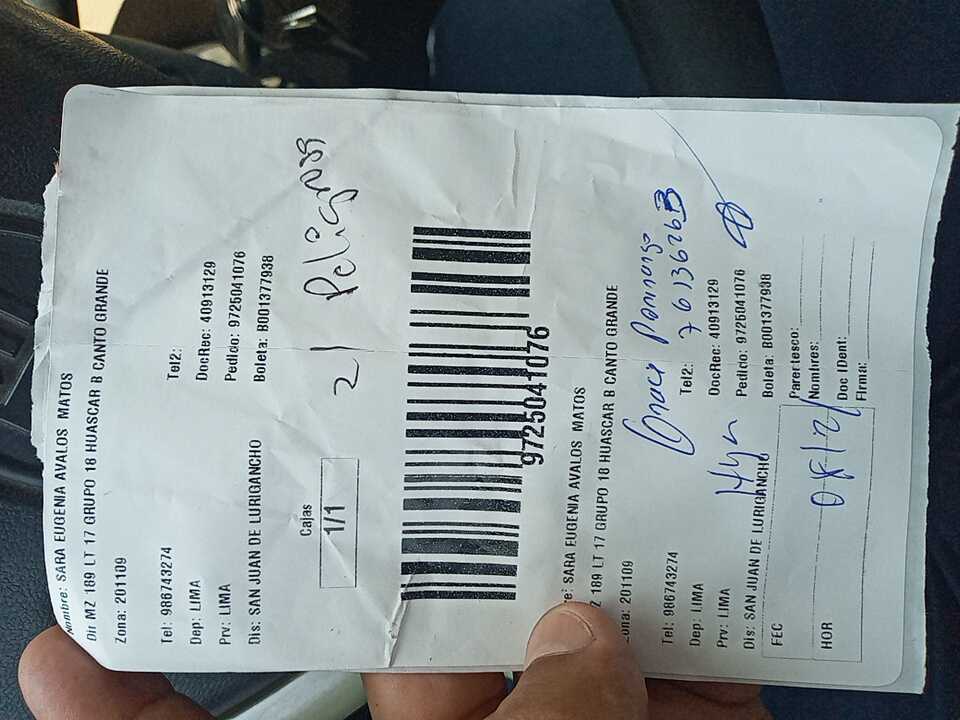 Nombre: SARA EUGENIA AVALOS MATOS
Dir MZ 189 LT 17 GRUPO 18 HUASCAR B CANTO GRANDE
Zona: 201109
Tel: 986743274 Tel2:
Dep: LIMA DocRec: 40913129
Prv: LIMA Pedido: 9725041076
Dis: SAN JUAN DE LURIGANCHO Boleta: B001377938
Cajas
1/1
21
9725041076
e: SARA EUGENIA AVALOS MATOS
Z 189 LT 17 GRUPO 18 HUASCAR B CANTO GRANDE
ona: 201109
Tel: 986743274 Tel2:
Dep: LIMA DocRec: 40913129
Prv: LIMA Pedido: 9725041076
Dis: SAN JUAN DE LURIGANCHO Boleta: B001377938
FEC
HOR
Parentesco:
Nombres:
Doc IDent:
Firma: